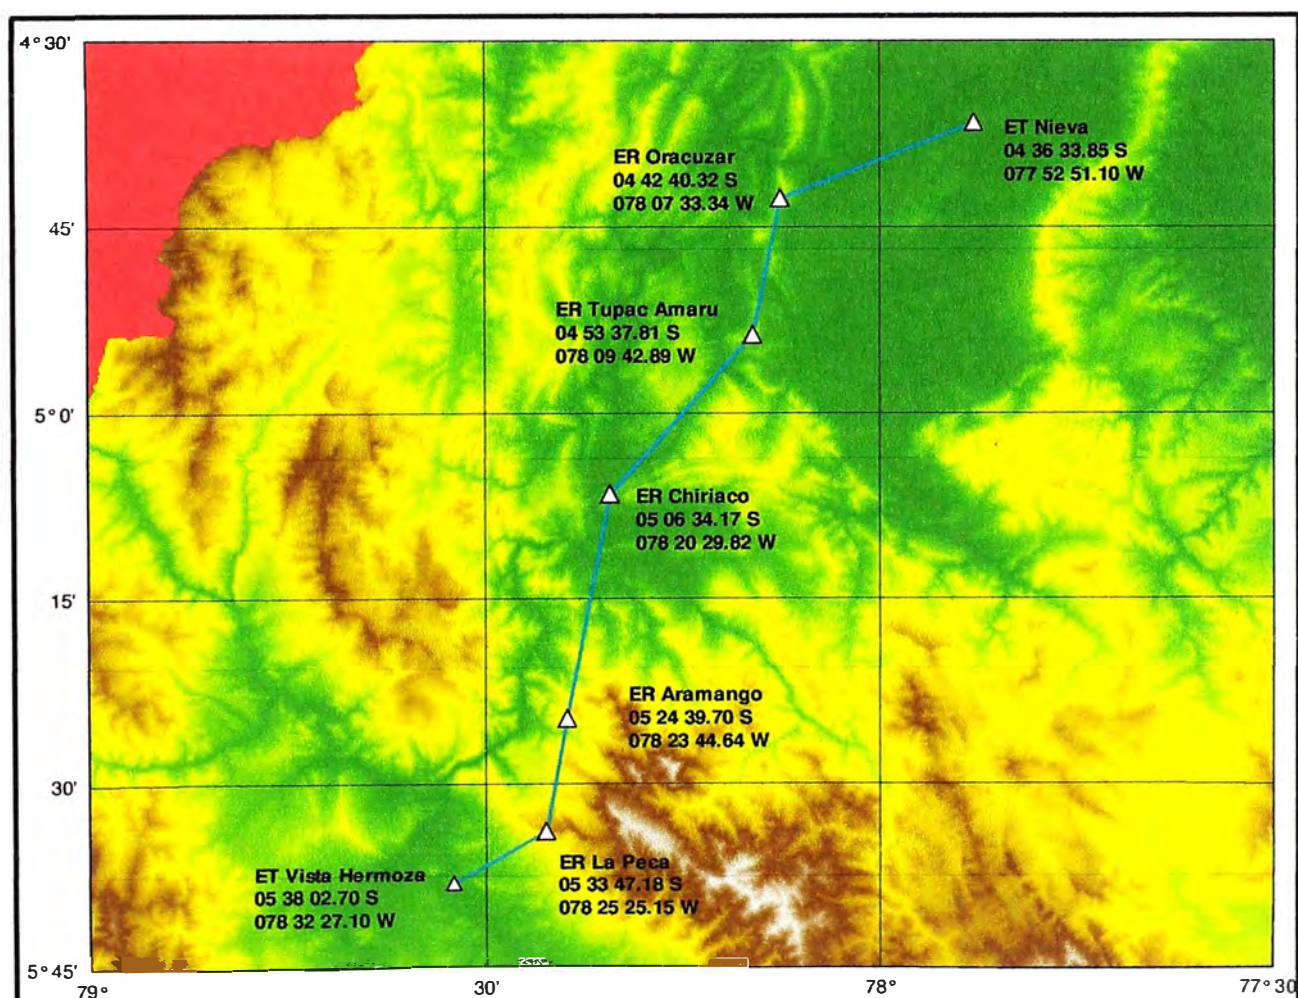 4° 30'
ET Nieva
04 36 33.85 S
077 52 51.10 W
ER Oracuzar
04 42 40.32 S
078 07 33.34 W
45'
ER Tupac Amaru
04 53 37.81 S
078 09 42.89 W
5° 0'
ER Chiriaco
05 06 34.17 S
078 20 29.82 W
15'
ER Aramango
05 24 39.70 S
078 23 44.64 W
30'
ER La Peca
05 33 47.18 S
078 25 25.15 W
ET Vista Hermoza
05 38 02.70 S
078 32 27.10 W
5° 45'
79°
30'
78°
77° 30